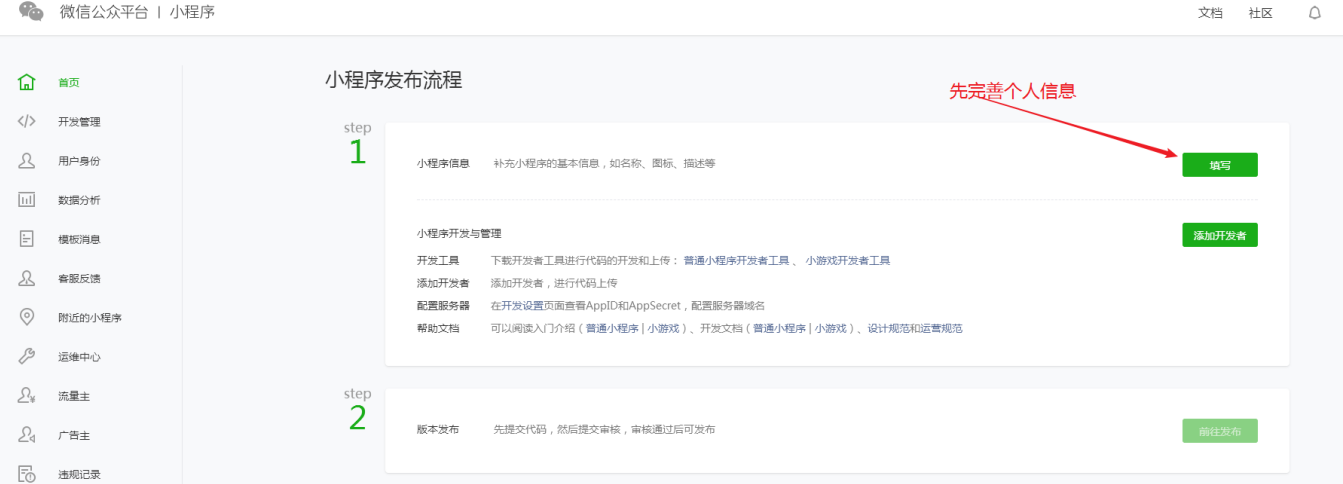 微信公众平台 | 小程序
文档 社区
首页
开发管理
用户身份
数据分析
模板消息
客服反馈
附近的小程序
运维中心
流量主
广告主
违规记录
小程序发布流程
先完善个人信息
step
1
小程序信息 补充小程序的基本信息，如名称、图标、描述等
填写
小程序开发与管理
添加开发者
开发工具 下载开发者工具进行代码的开发和上传： 普通小程序开发者工具 、 小游戏开发者工具
添加开发者 添加开发者，进行代码上传
配置服务器 在开发设置页面查看AppID和AppSecret，配置服务器域名
帮助文档 可以阅读入门介绍（普通小程序 | 小游戏）、开发文档（普通小程序 | 小游戏）、设计规范和运营规范
step
2
版本发布 先提交代码，然后提交审核，审核通过后可发布
前往发布